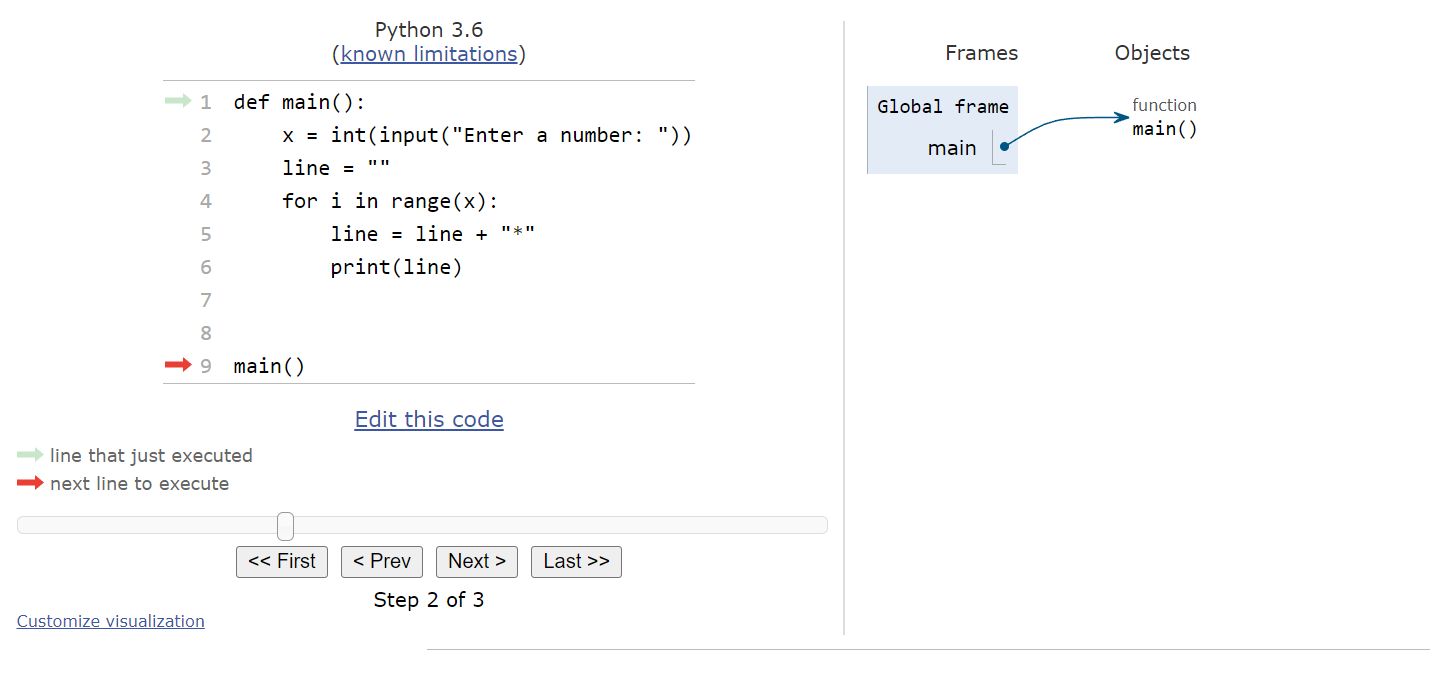 Python 3.6
(known limitations)
1 def main():
2     x = int(input("Enter a number: "))
3     line = ""
4     for i in range(x):
5         line = line + "*"
6         print(line)
7
8
9 main()
Edit this code
line that just executed
next line to execute
<< First < Prev Next > Last >>
Step 2 of 3
Customize visualization
Frames Objects
Global frame
main
function
main()